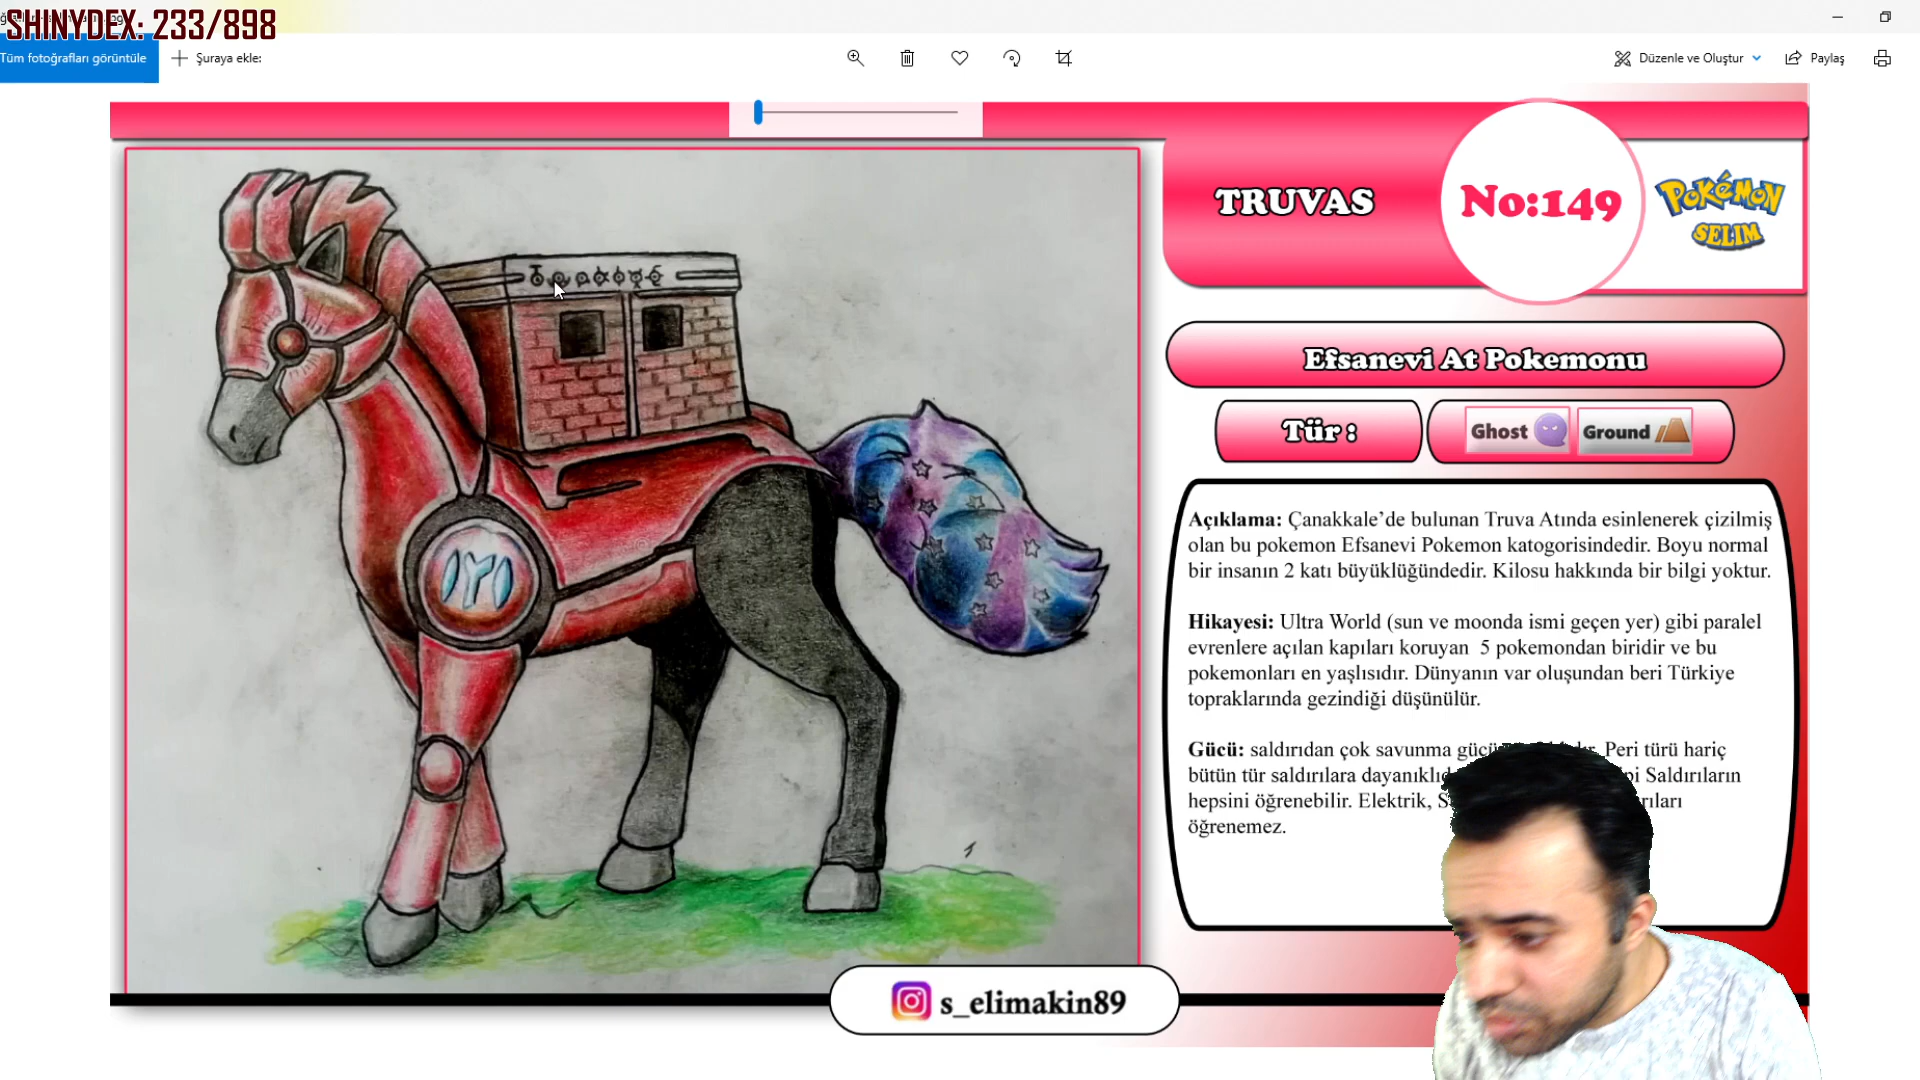 SHINYDEX: 233/898
Tüm fotoğrafları görüntüle
Şuraya ekle:
Düzenle ve Oluştur
Paylaş
TRUVAS
No:149
POKÉMON
SELIM
Efsanevi At Pokemonu
Tür :
Ghost
Ground
Açıklama: Çanakkale’de bulunan Truva Atında esinlenerek çizilmiş
olan bu pokemon Efsanevi Pokemon katogorisindedir. Boyu normal
bir insanın 2 katı büyüklüğündedir. Kilosu hakkında bir bilgi yoktur.
Hikayesi: Ultra World (sun ve moonda ismi geçen yer) gibi paralel
evrenlere açılan kapıları koruyan 5 pokemondan biridir ve bu
pokemonları en yaşlısıdır. Dünyanın var oluşundan beri Türkiye
topraklarında gezindiği düşünülür.
Gücü: saldırıdan çok savunma Peri türü hariç
bütün tür saldırılara Saldırıların
hepsini öğrenebilir. Elektrik,
öğrenemez.
s_elimakin89